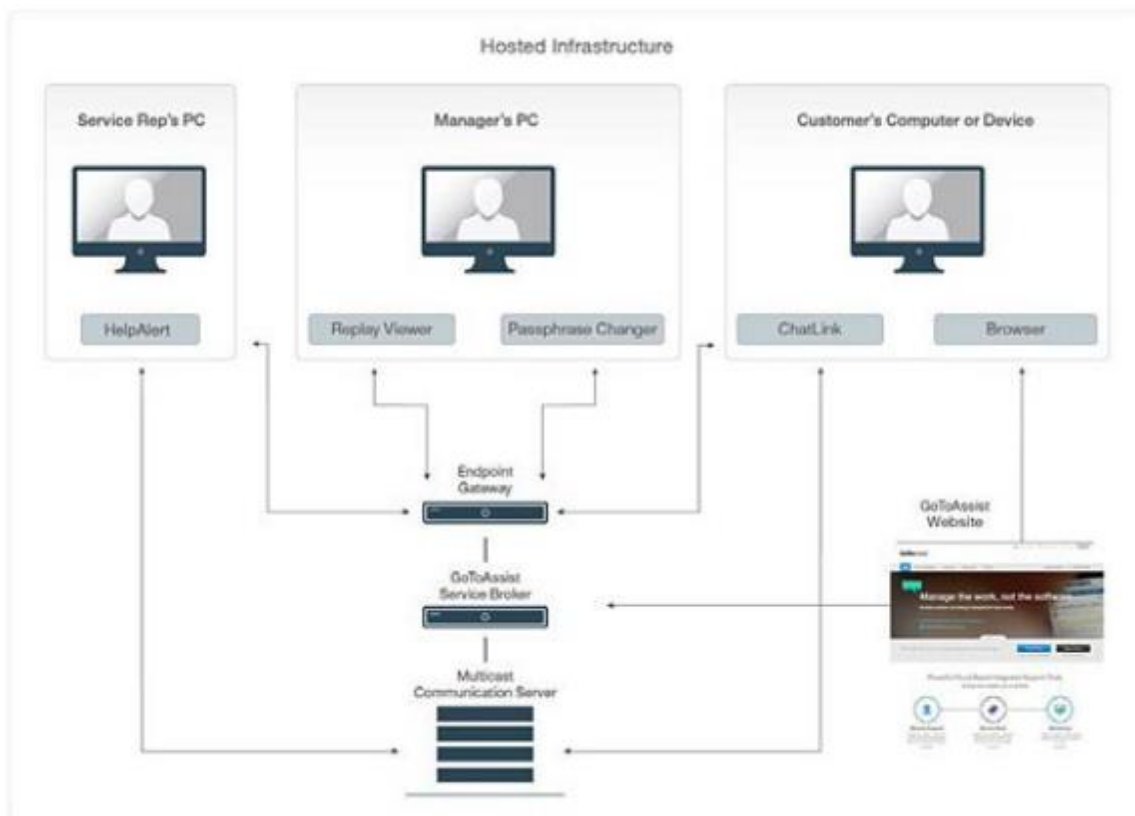 Hosted Infrastructure
Service Rep's PC
Manager's PC
Customer's Computer or Device
HelpAlert
Replay Viewer
Passphrase Changer
ChatLink
Browser
Endpoint
Gateway
GoToAssist
Website
GoToAssist
Service Broker
Manage the work, not the software
Multicast
Communication Server